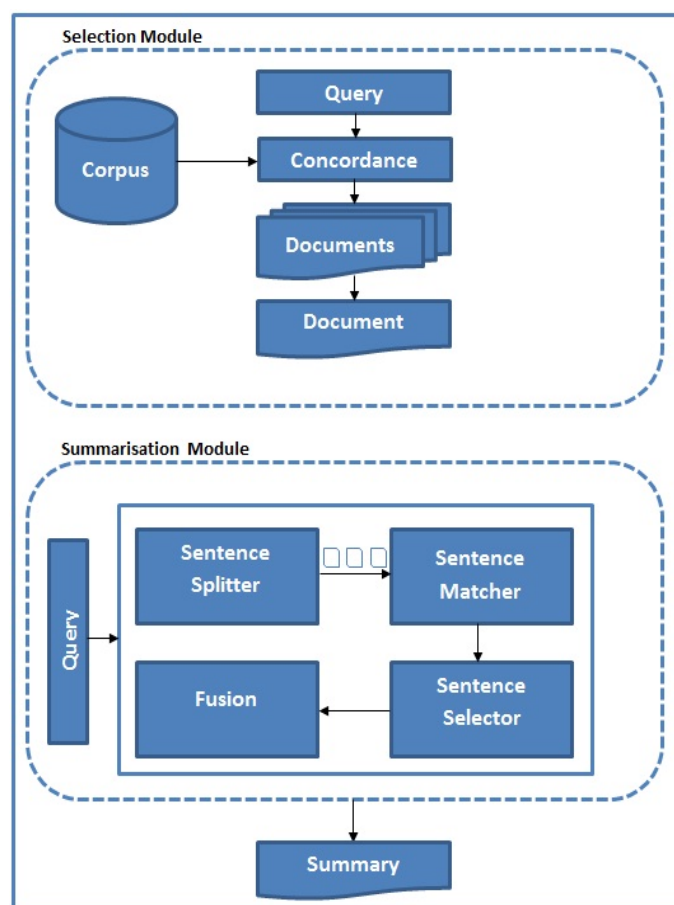 Selection Module
Query
Corpus
Concordance
Documents
Document
Summarisation Module
Query
Sentence
Splitter
Sentence
Matcher
Fusion
Sentence
Selector
Summary